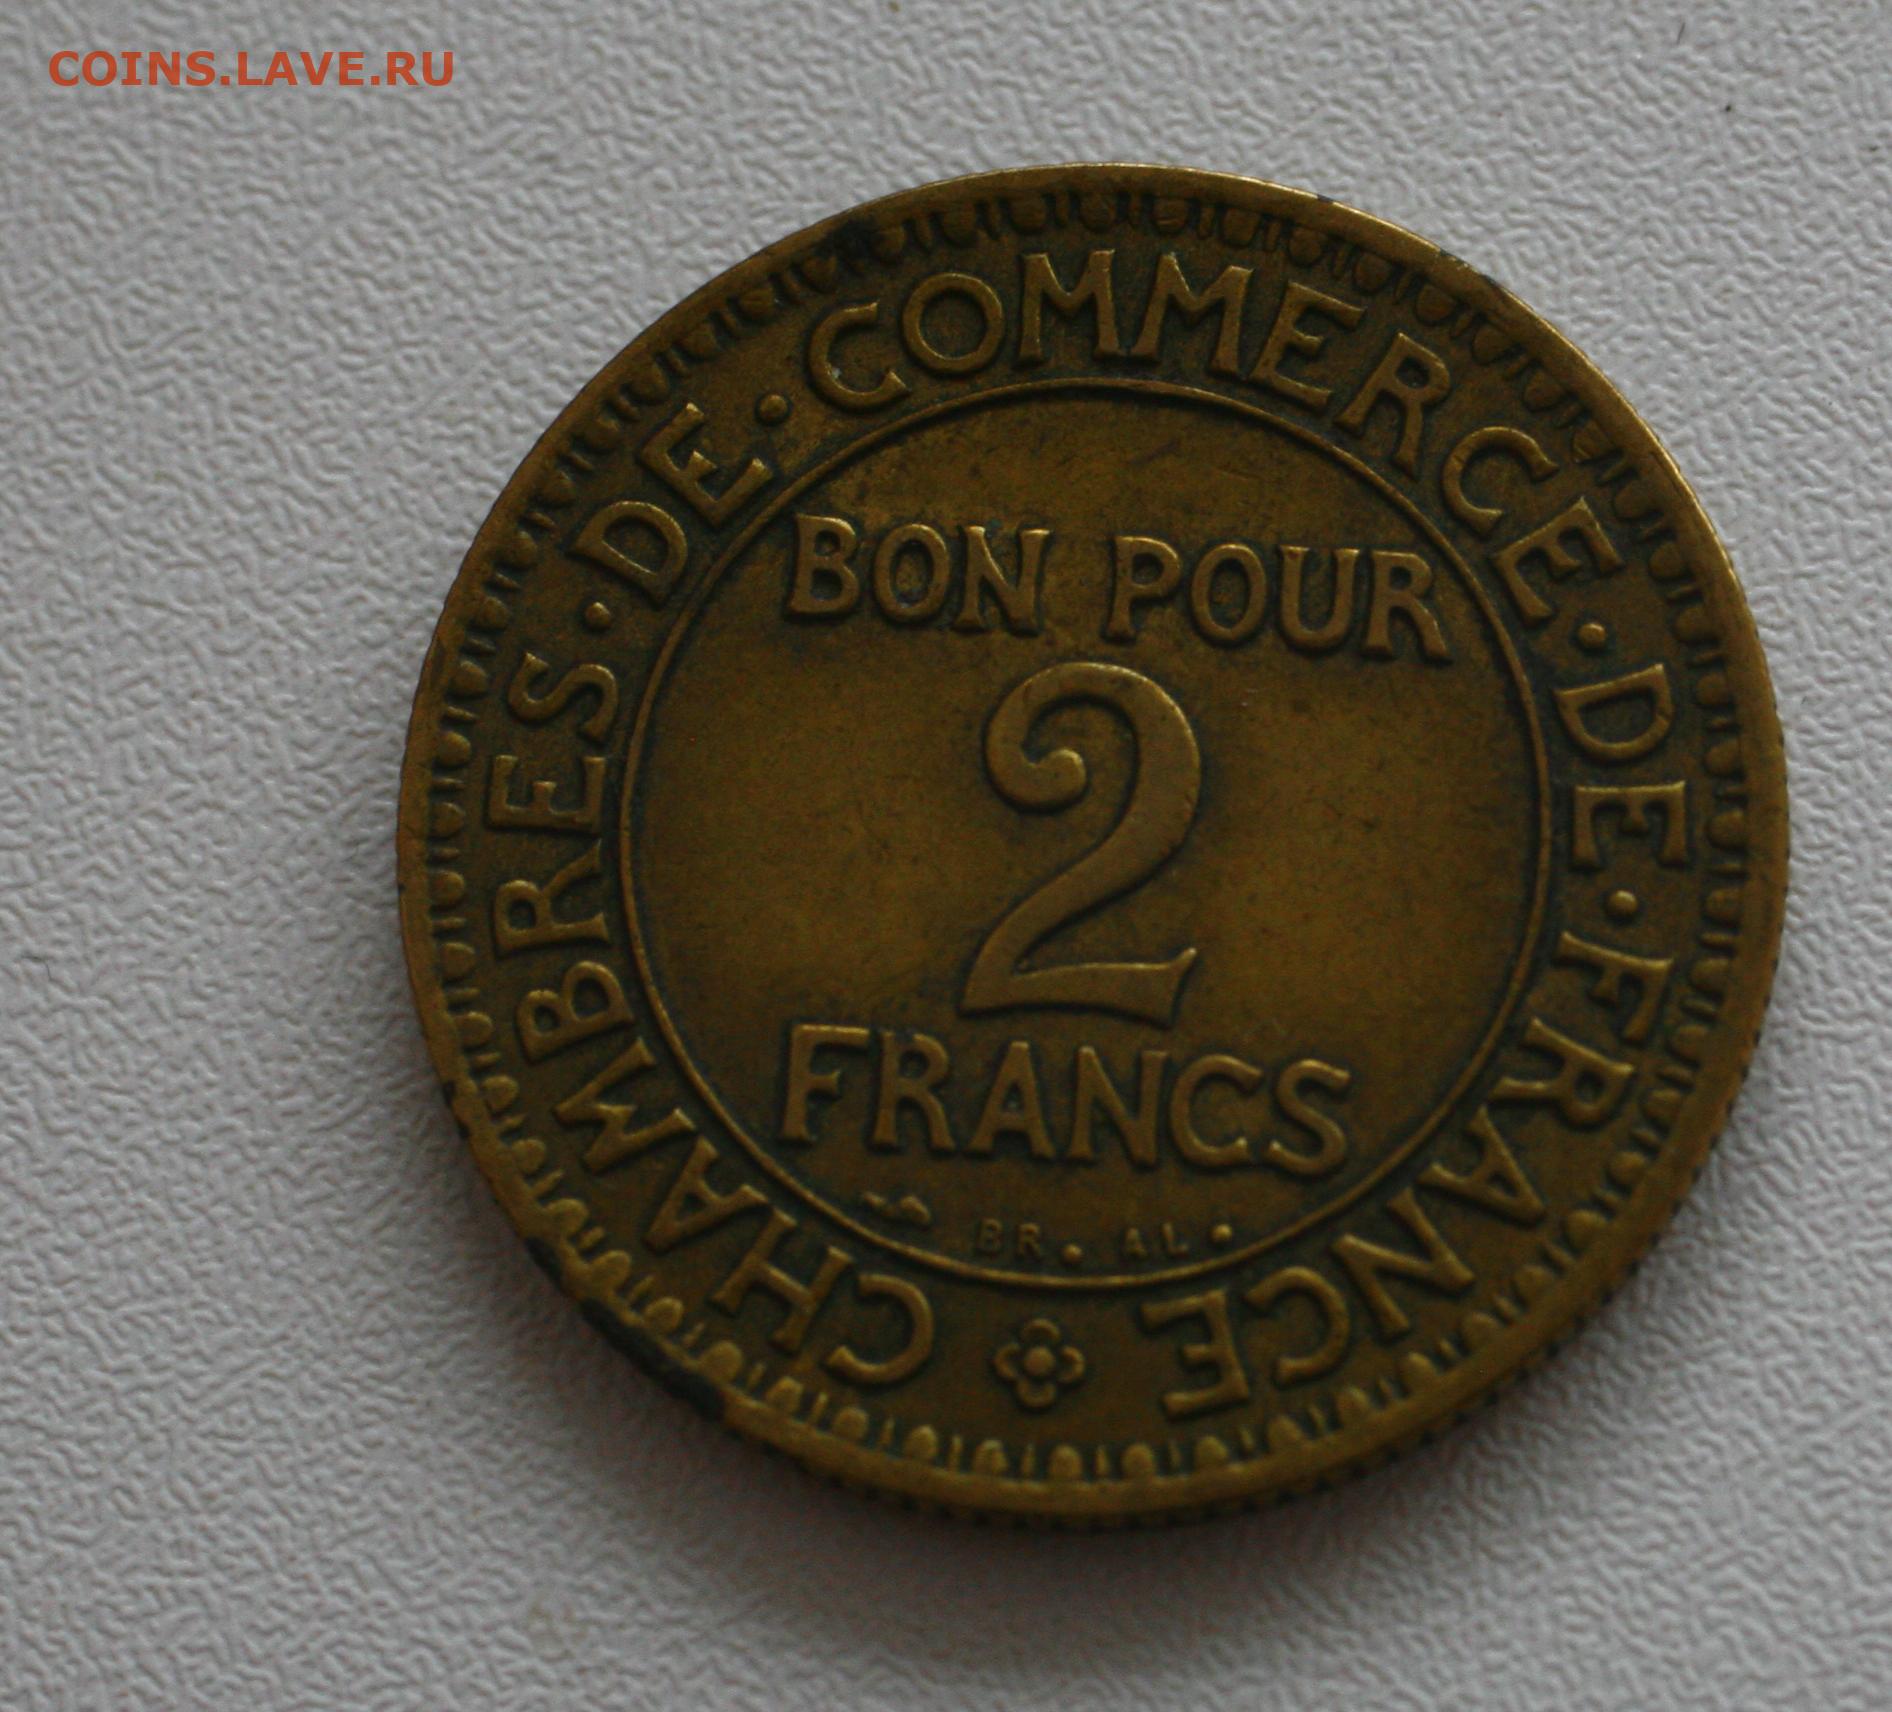 COINS.LAVE.RU
CHAMBRES · DE · COMMERCE · DE · FRANCE
BON POUR
2
FRANCS
BR. AL.